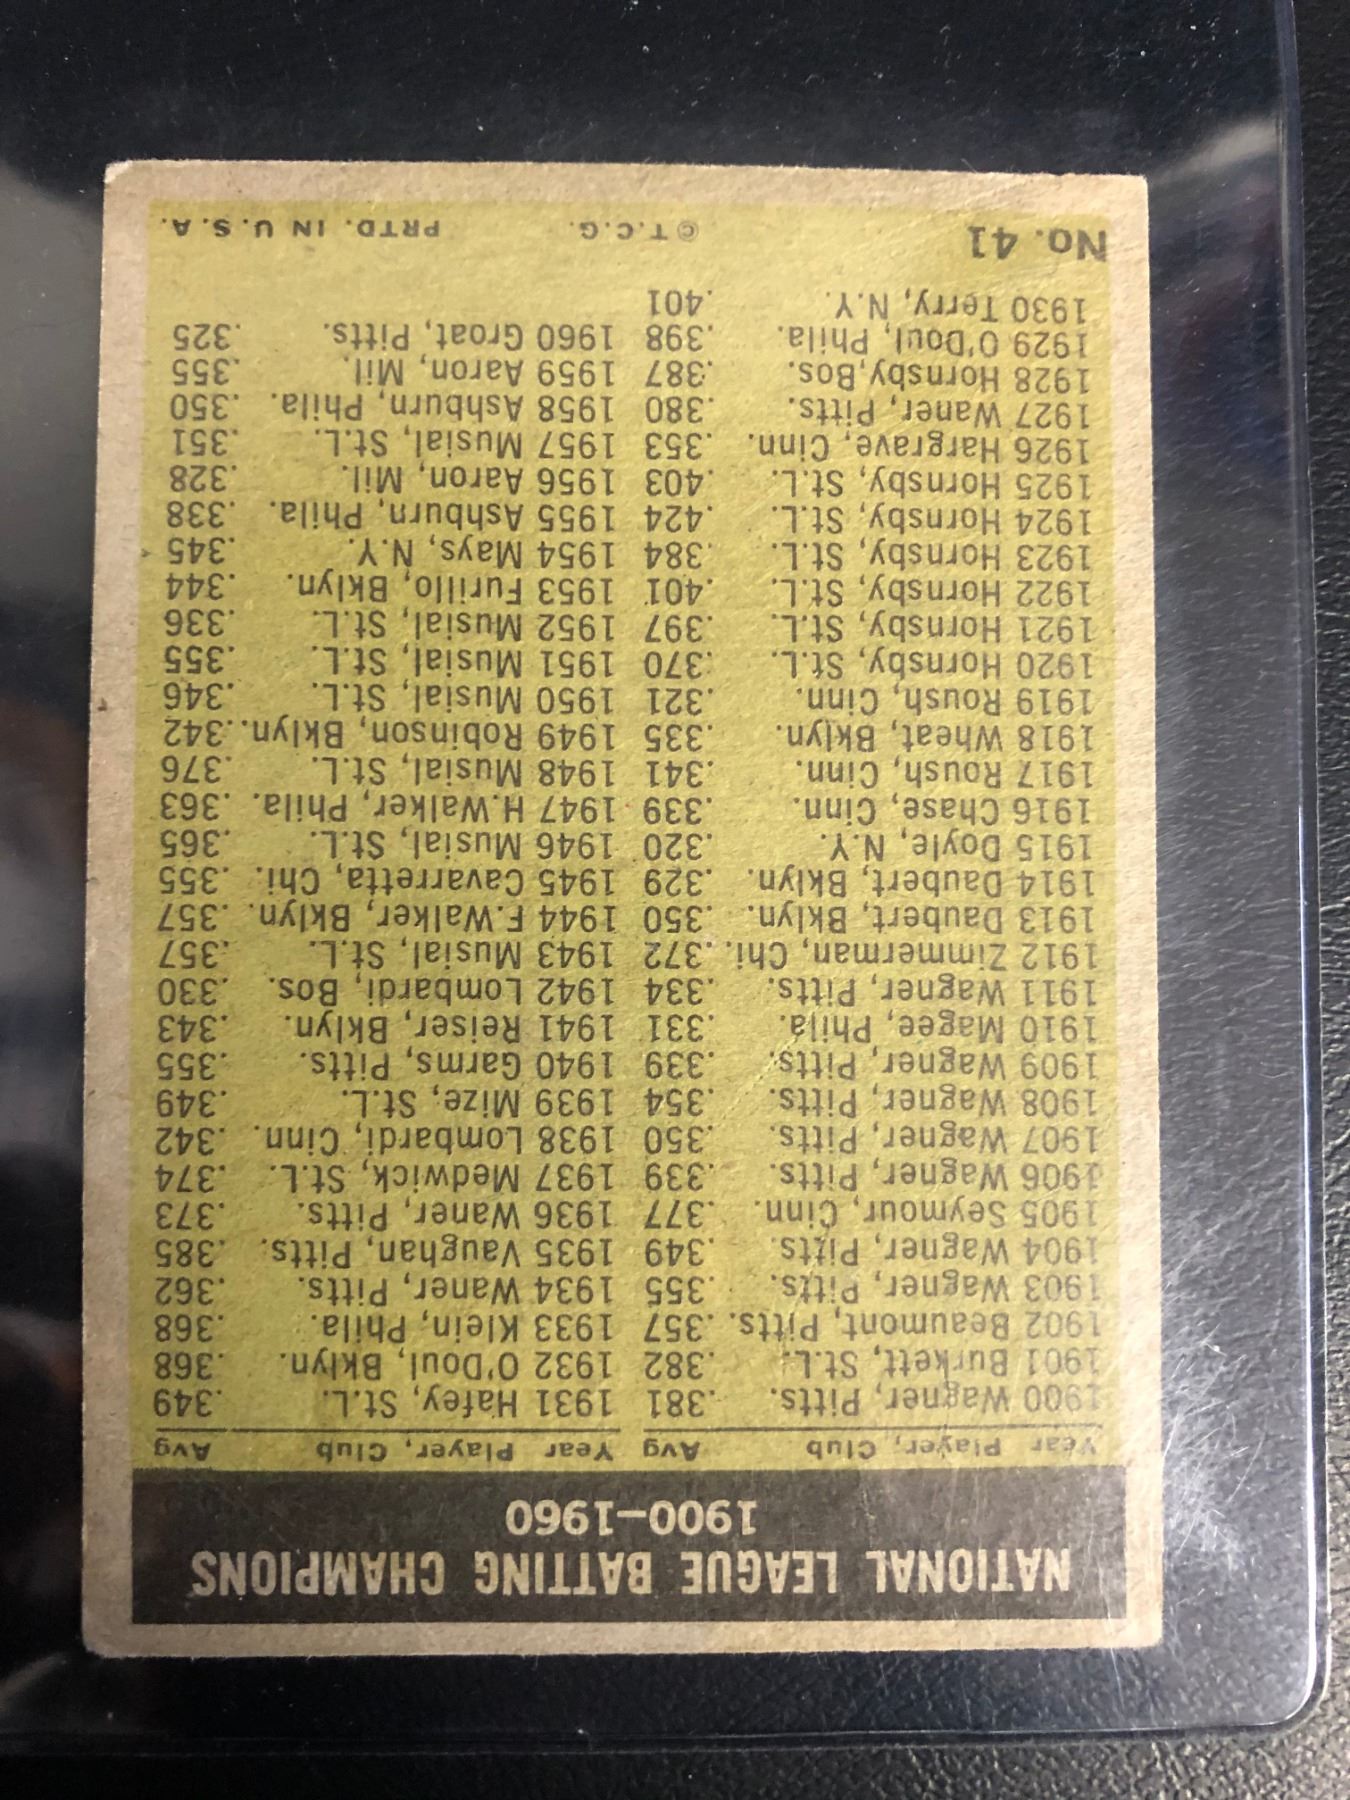 NATIONAL LEAGUE BATTING CHAMPIONS
1900-1960
Year Player, Club Avg
1900 Wagner, Pitts. .381
1901 Burkett, St.L. .382
1902 Beaumont, Pitts. .357
1903 Wagner, Pitts. .355
1904 Wagner, Pitts. .349
1905 Seymour, Cinn. .377
1906 Wagner, Pitts. .339
1907 Wagner, Pitts. .350
1908 Wagner, Pitts. .354
1909 Wagner, Pitts. .339
1910 Magee, Phila. .331
1911 Wagner, Pitts. .334
1912 Zimmerman, Chi. .372
1913 Daubert, Bklyn. .350
1914 Daubert, Bklyn. .329
1915 Doyle, N.Y. .320
1916 Chase, Cinn. .339
1917 Roush, Cinn. .341
1918 Wheat, Bklyn. .335
1919 Roush, Cinn. .321
1920 Hornsby, St.L. .370
1921 Hornsby, St.L. .397
1922 Hornsby, St.L. .401
1923 Hornsby, St.L. .384
1924 Hornsby, St.L. .424
1925 Hornsby, St.L. .403
1926 Hargrave, Cinn. .353
1927 Waner, Pitts. .380
1928 Hornsby, Bos. .387
1929 O'Doul, Phila. .398
1930 Terry, N.Y. .401
Year Player, Club Avg
1931 Hafey, St.L. .349
1932 O'Doul, Bklyn. .368
1933 Klein, Phila. .368
1934 Waner, Pitts. .362
1935 Vaughan, Pitts. .385
1936 Waner, Pitts. .373
1937 Medwick, St.L. .374
1938 Lombardi, Cinn. .342
1939 Mize, St.L. .349
1940 Garms, Pitts. .355
1941 Reiser, Bklyn. .343
1942 Lombardi, Bos. .330
1943 Musial, St.L. .357
1944 F.Walker, Bklyn. .357
1945 Cavarretta, Chi. .355
1946 Musial, St.L. .365
1947 H.Walker, Phila. .363
1948 Musial, St.L. .376
1949 Robinson, Bklyn. .342
1950 Musial, St.L. .346
1951 Musial, St.L. .355
1952 Musial, St.L. .336
1953 Furillo, Bklyn. .344
1954 Mays, N.Y. .345
1955 Ashburn, Phila. .338
1956 Aaron, Mil. .328
1957 Musial, St.L. .351
1958 Ashburn, Phila. .350
1959 Aaron, Mil. .355
1960 Groat, Pitts. .325
No. 41 ©T.C.G. PRTD. IN U.S.A.